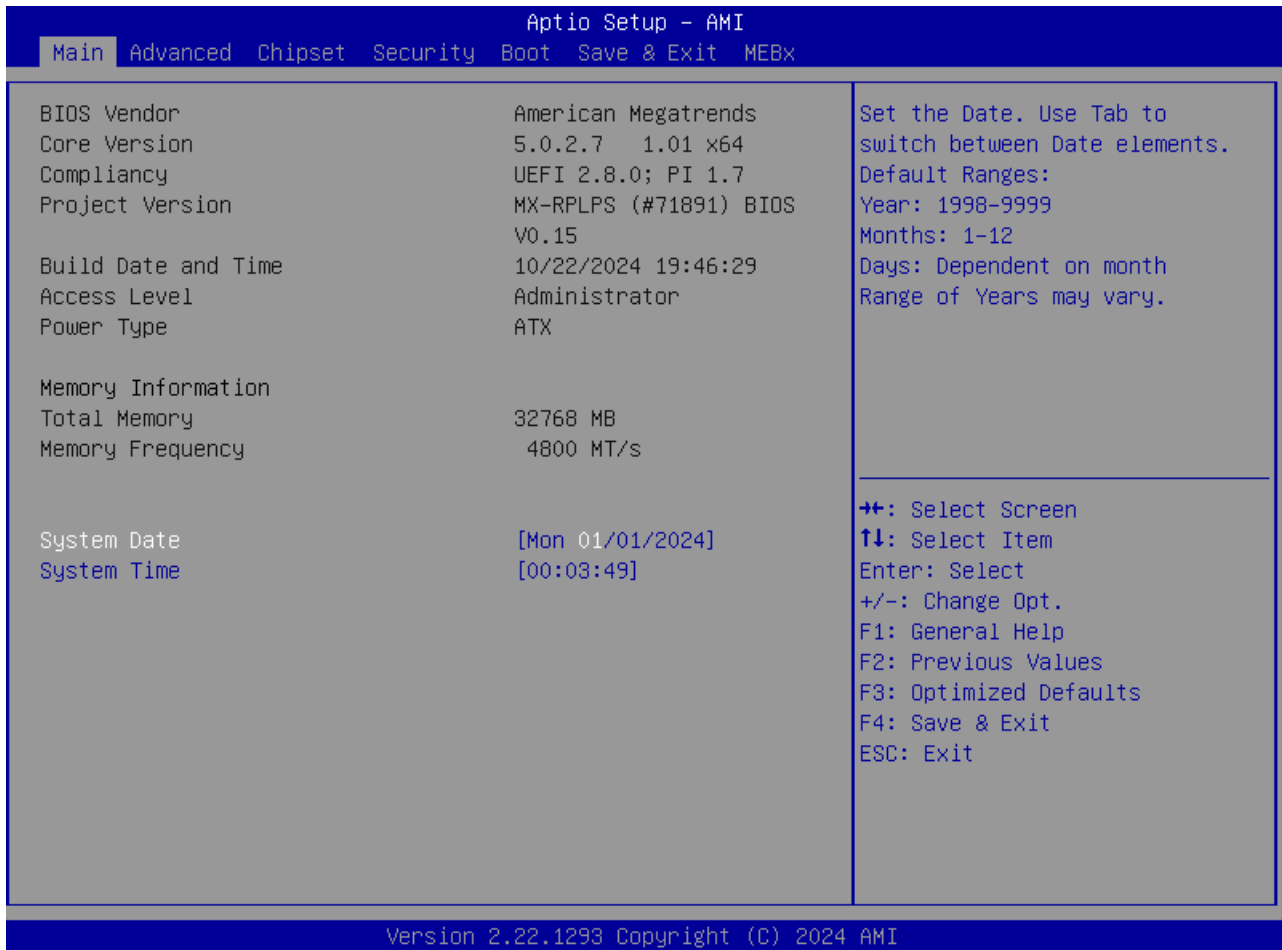 Aptio Setup – AMI
Main Advanced Chipset Security Boot Save & Exit MEBx
BIOS Vendor American Megatrends
Core Version 5.0.2.7 1.01 x64
Compliancy UEFI 2.8.0; PI 1.7
Project Version MX-RPLPS (#71891) BIOS
V0.15
Build Date and Time 10/22/2024 19:46:29
Access Level Administrator
Power Type ATX
Memory Information
Total Memory 32768 MB
Memory Frequency 4800 MT/s
System Date [Mon 01/01/2024]
System Time [00:03:49]
Set the Date. Use Tab to
switch between Date elements.
Default Ranges:
Year: 1998-9999
Months: 1-12
Days: Dependent on month
Range of Years may vary.
→←: Select Screen
↑↓: Select Item
Enter: Select
+/-: Change Opt.
F1: General Help
F2: Previous Values
F3: Optimized Defaults
F4: Save & Exit
ESC: Exit
Version 2.22.1293 Copyright (C) 2024 AMI